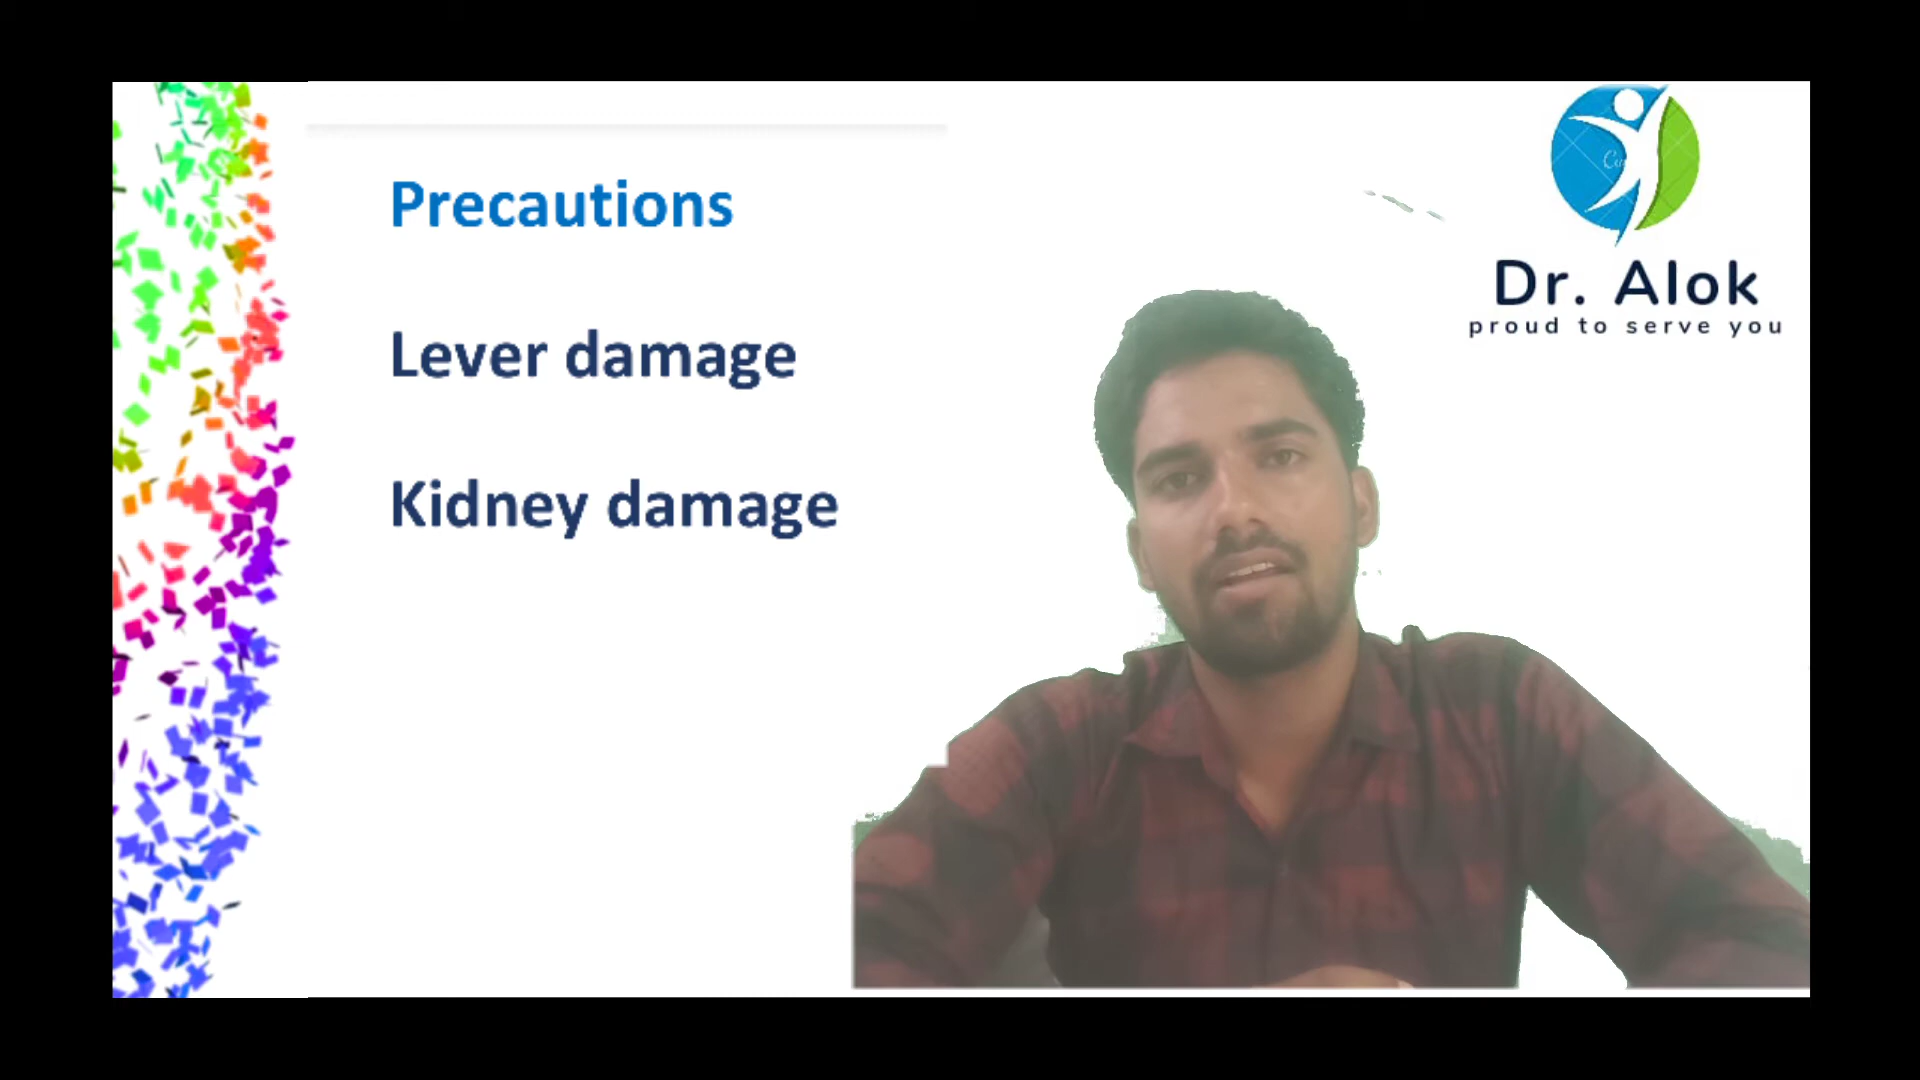 Precautions
Lever damage
Kidney damage
Dr. Alok
proud to serve you